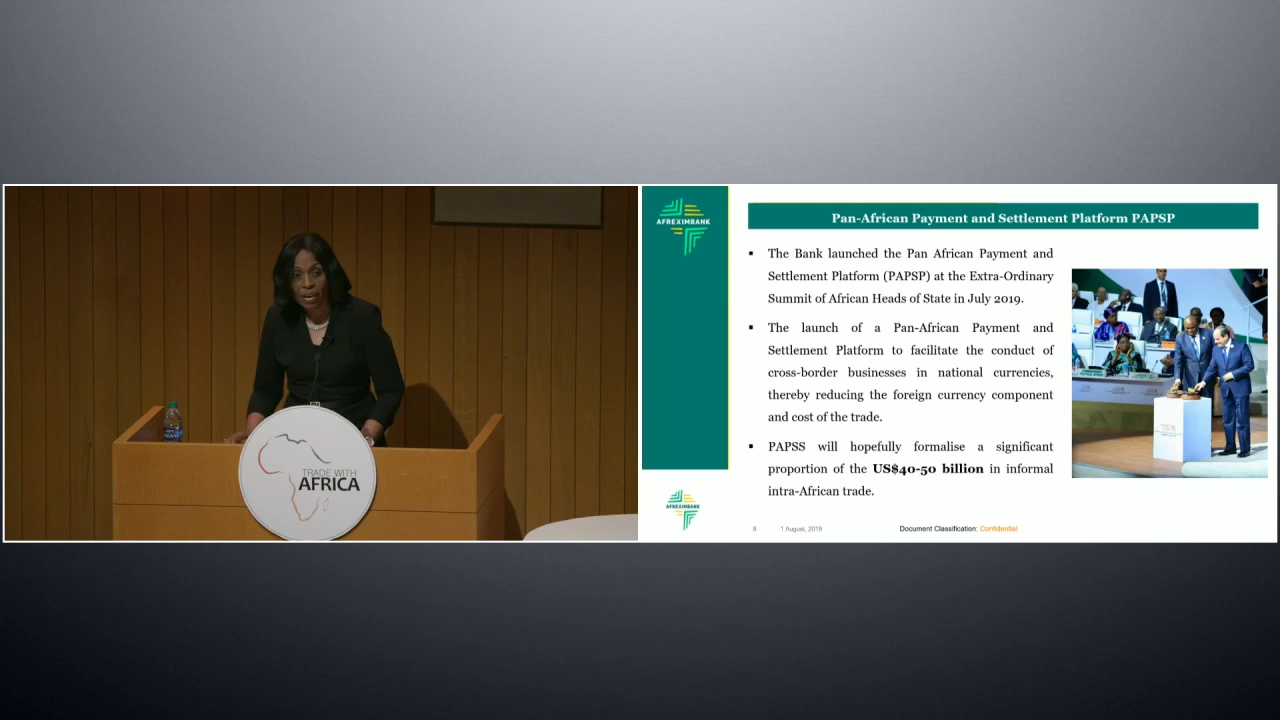 TRADE WITH
AFRICA
AFREXIMBANK
Pan-African Payment and Settlement Platform PAPSP
▪ The Bank launched the Pan African Payment and
Settlement Platform (PAPSP) at the Extra-Ordinary
Summit of African Heads of State in July 2019.
▪ The launch of a Pan-African Payment and
Settlement Platform to facilitate the conduct of
cross-border businesses in national currencies,
thereby reducing the foreign currency component
and cost of the trade.
▪ PAPSS will hopefully formalise a significant
proportion of the US$40-50 billion in informal
intra-African trade.
AFREXIMBANK
8
1 August, 2019
Document Classification: Confidential